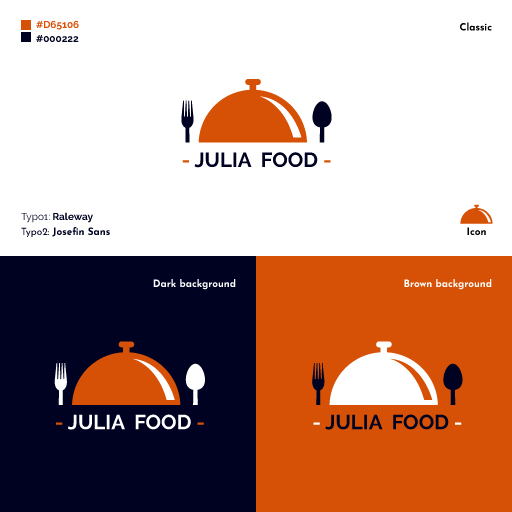 #D65106
#000222
Classic
- JULIA FOOD -
Typo1: Raleway
Typo2: Josefin Sans
Icon
Dark background
- JULIA FOOD -
Brown background
- JULIA FOOD -